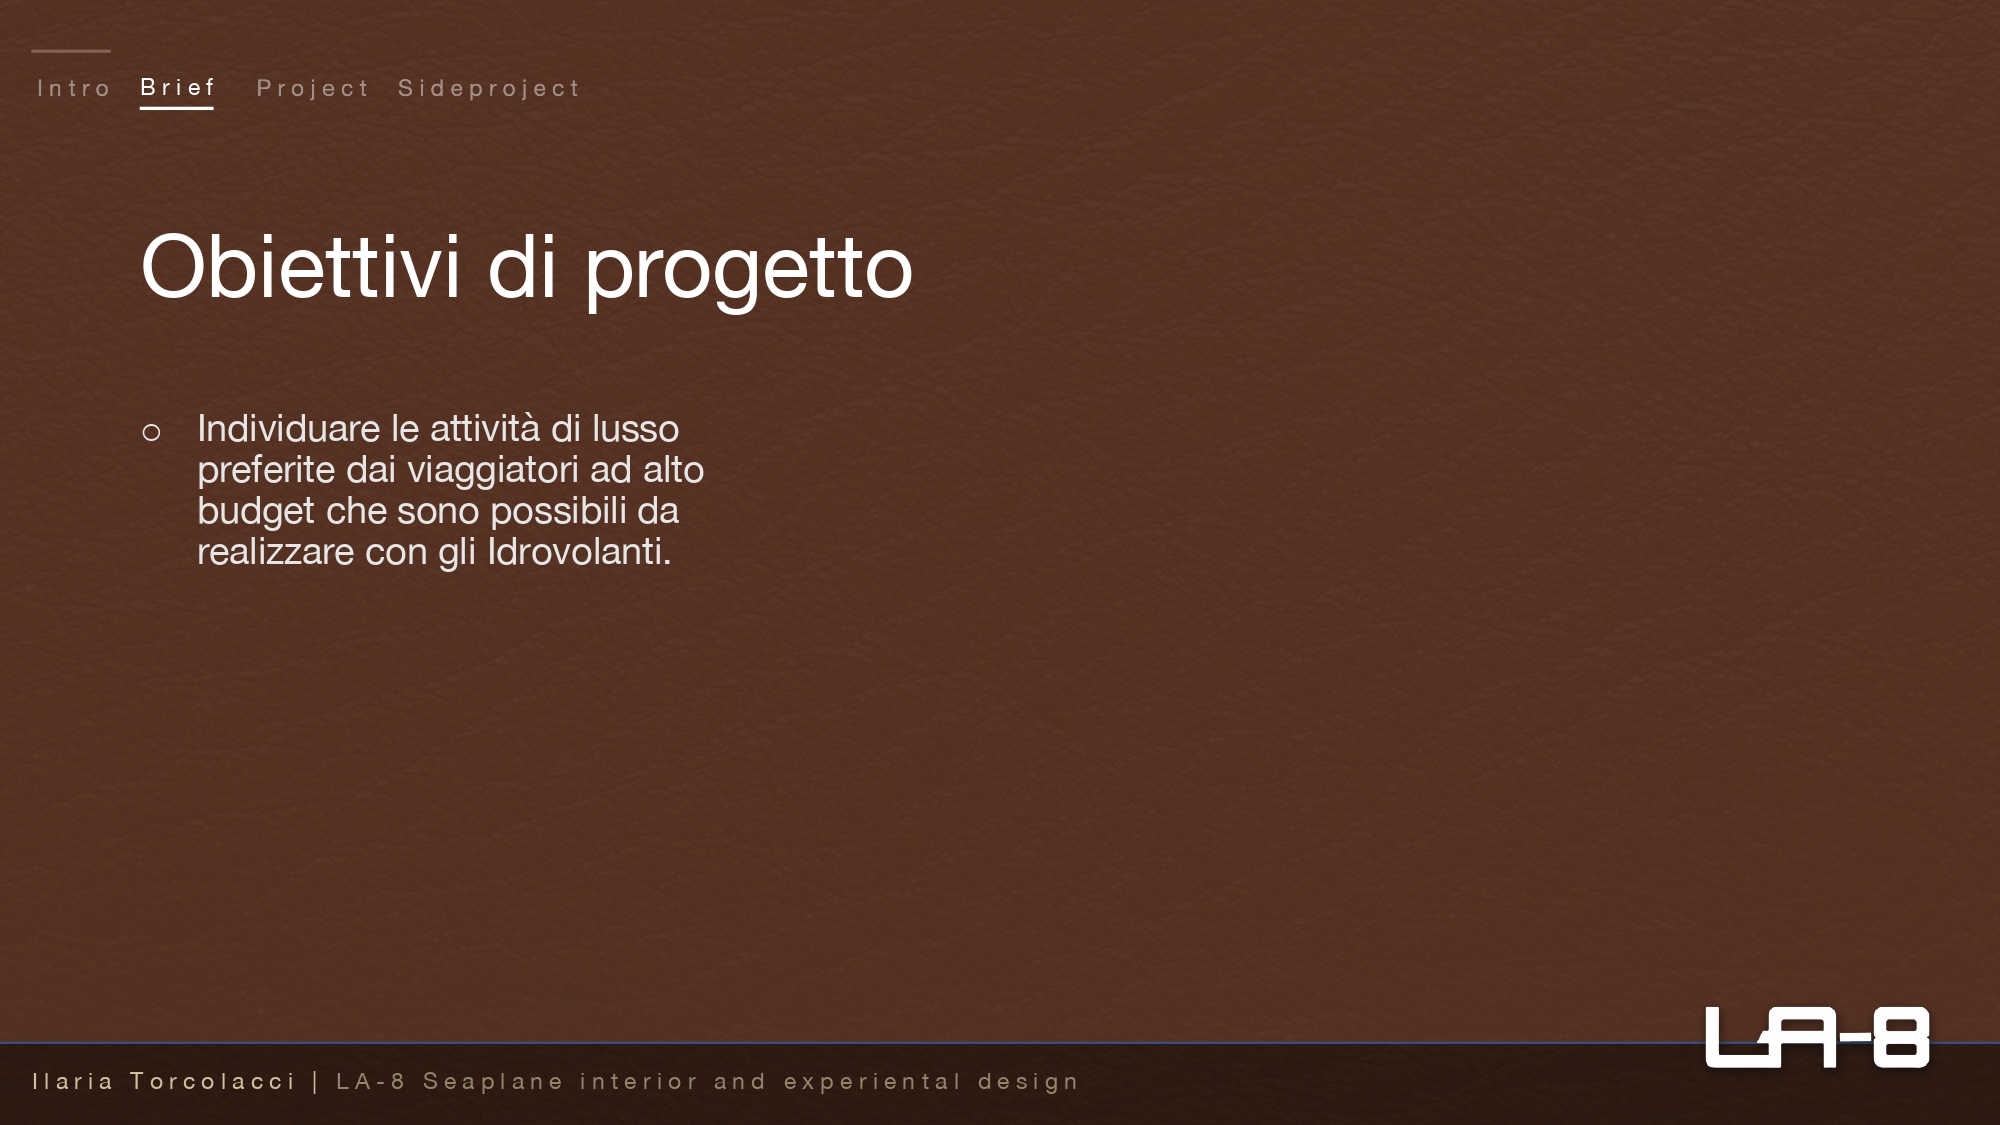 Intro Brief Project Sideproject
Obiettivi di progetto
○ Individuare le attività di lusso
preferite dai viaggiatori ad alto
budget che sono possibili da
realizzare con gli Idrovolanti.
LA-8
Ilaria Torcolacci | LA-8 Seaplane interior and experiental design